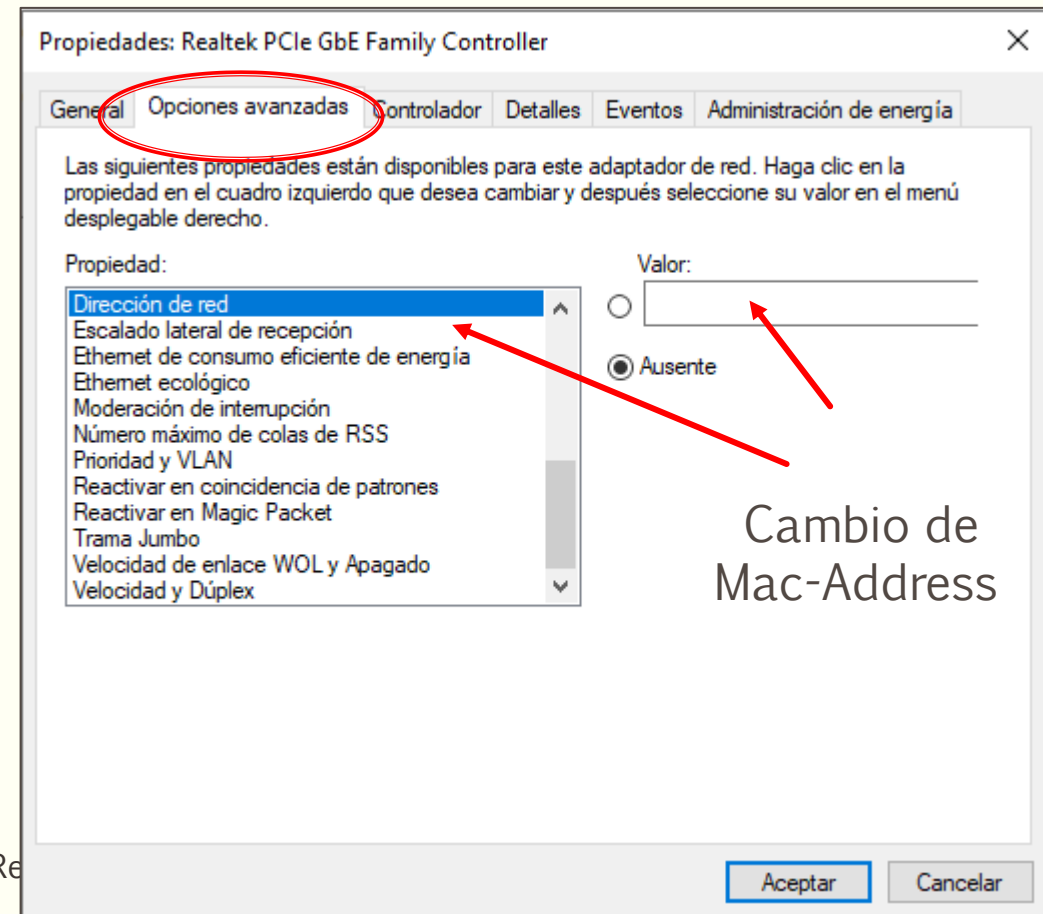 Propiedades: Realtek PCIe GbE Family Controller
General Opciones avanzadas Controlador Detalles Eventos Administración de energía
Las siguientes propiedades están disponibles para este adaptador de red. Haga clic en la
propiedad en el cuadro izquierdo que desea cambiar y después seleccione su valor en el menú
desplegable derecho.
Propiedad:
Valor:
Dirección de red
Escalado lateral de recepción
Ethernet de consumo eficiente de energía
Ethernet ecológico
Moderación de interrupción
Número máximo de colas de RSS
Prioridad y VLAN
Reactivar en coincidencia de patrones
Reactivar en Magic Packet
Trama Jumbo
Velocidad de enlace WOL y Apagado
Velocidad y Dúplex
Ausente
Cambio de
Mac-Address
Re
Aceptar Cancelar